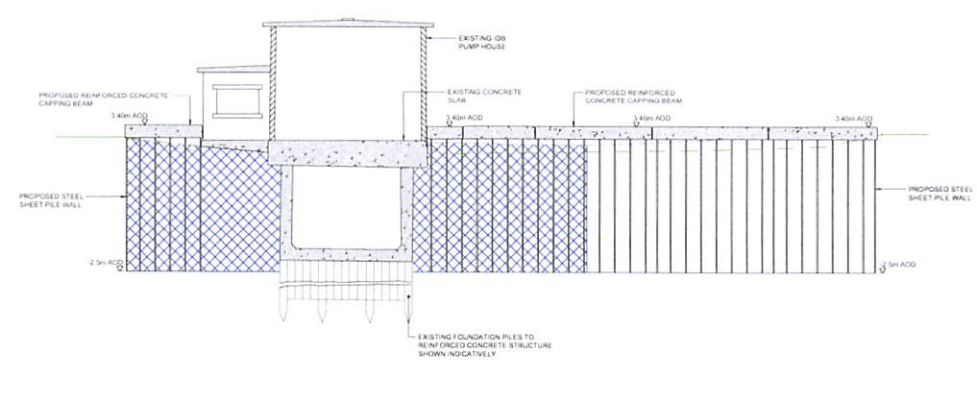 EXISTING IDB
PUMP HOUSE
PROPOSED REINFORCED CONCRETE
CAPPING BEAM
EXISTING CONCRETE
SLAB
PROPOSED REINFORCED
CONCRETE CAPPING BEAM
3.40m AOD
3.40m AOD
3.40m AOD
3.40m AOD
PROPOSED STEEL
SHEET PILE WALL
PROPOSED STEEL
SHEET PILE WALL
-2.5m AOD
-2.5m AOD
EXISTING FOUNDATION PILES TO
REINFORCED CONCRETE STRUCTURE
SHOWN INDICATIVELY